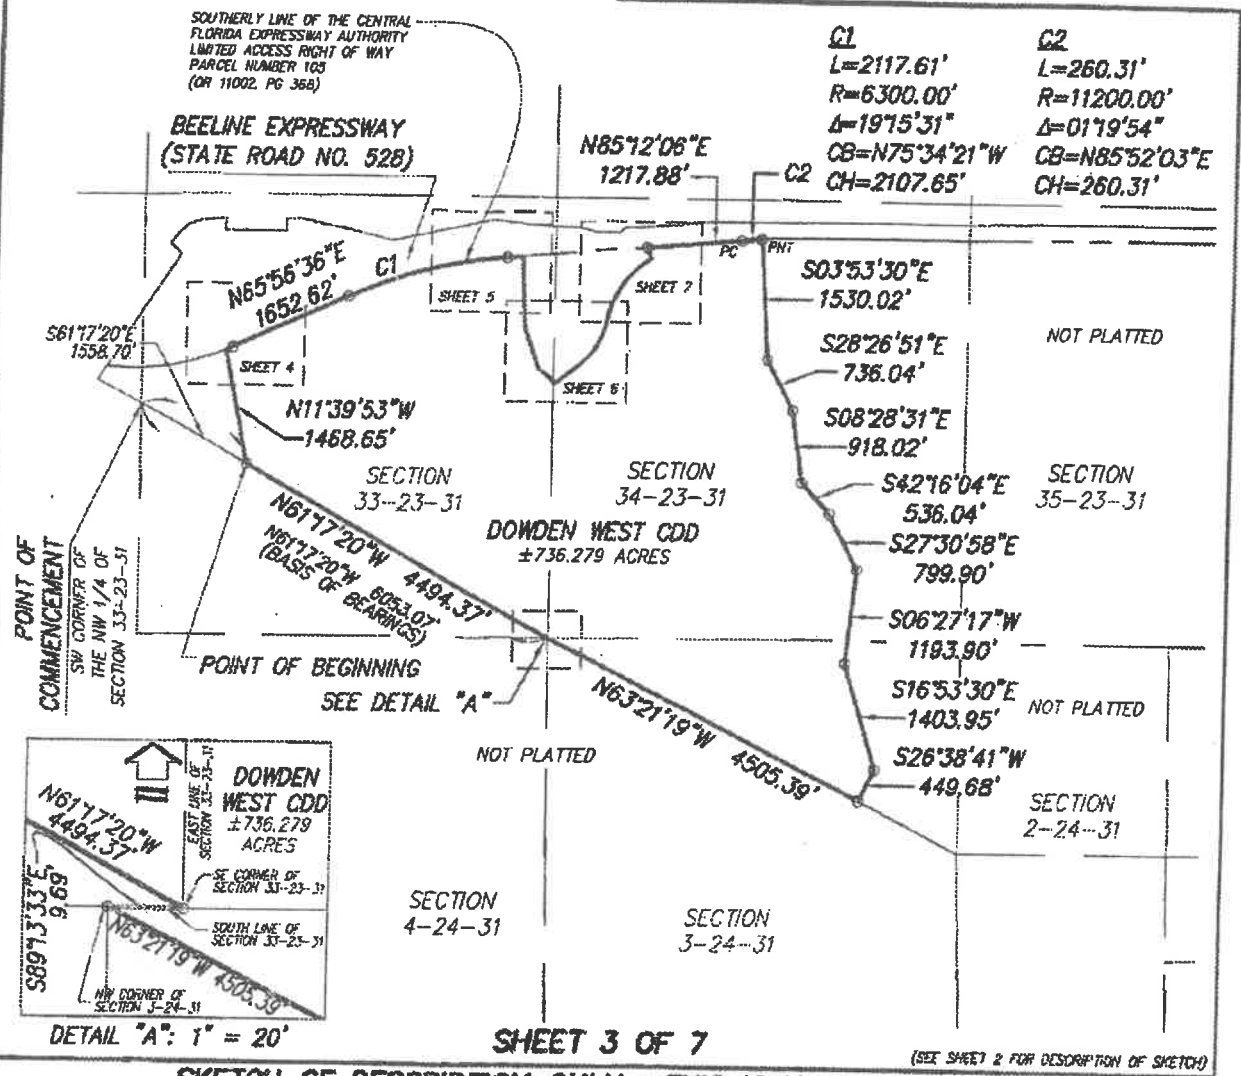 SOUTHERLY LINE OF THE CENTRAL
FLORIDA EXPRESSWAY AUTHORITY
LIMITED ACCESS RIGHT OF WAY
PARCEL NUMBER 105
(OR 11002, PG 368)
BEELINE EXPRESSWAY
(STATE ROAD NO. 528)
N85°12'06"E
1217.88'
C1
L=2117.61'
R=6300.00'
Δ=19°15'31"
CB=N75°34'21"W
CH=2107.65'
C2
L=260.31'
R=11200.00'
Δ=01°19'54"
CB=N85°52'03"E
CH=260.31'
C2
PC
PNT
C1
N65°56'36"E
1652.62'
SHEET 5
SHEET 7
S61°17'20"E
1558.70'
SHEET 4
SHEET 6
S03°53'30"E
1530.02'
NOT PLATTED
S28°26'51"E
736.04'
N11°39'53"W
1468.65'
S08°28'31"E
918.02'
SECTION
33-23-31
SECTION
34-23-31
SECTION
35-23-31
S42°16'04"E
536.04'
DOWDEN WEST CDD
±736.279 ACRES
S27°30'58"E
799.90'
N61°17'20"W 4494.37'
N61°17'20"W 6053.07'
(BASIS OF BEARINGS)
POINT OF
COMMENCEMENT
SW CORNER OF
THE NW 1/4 OF
SECTION 33-23-31
S06°27'17"W
1193.90'
POINT OF BEGINNING
SEE DETAIL "A"
N63°21'19"W 4505.39'
S16°53'30"E
1403.95'
NOT PLATTED
NOT PLATTED
S26°38'41"W
449.68'
SECTION
2-24-31
SECTION
4-24-31
SECTION
3-24-31
EAST LINE OF
SECTION 33-23-31
DOWDEN
WEST CDD
±736.279
ACRES
N61°17'20"W
4494.37'
SE CORNER OF
SECTION 33-23-31
S89°13'33"E
9.69'
SOUTH LINE OF
SECTION 33-23-31
N63°21'19"W 4505.39'
NW CORNER OF
SECTION 3-24-31
DETAIL "A": 1" = 20'
SHEET 3 OF 7
(SEE SHEET 2 FOR DESCRIPTION OF SKETCH)